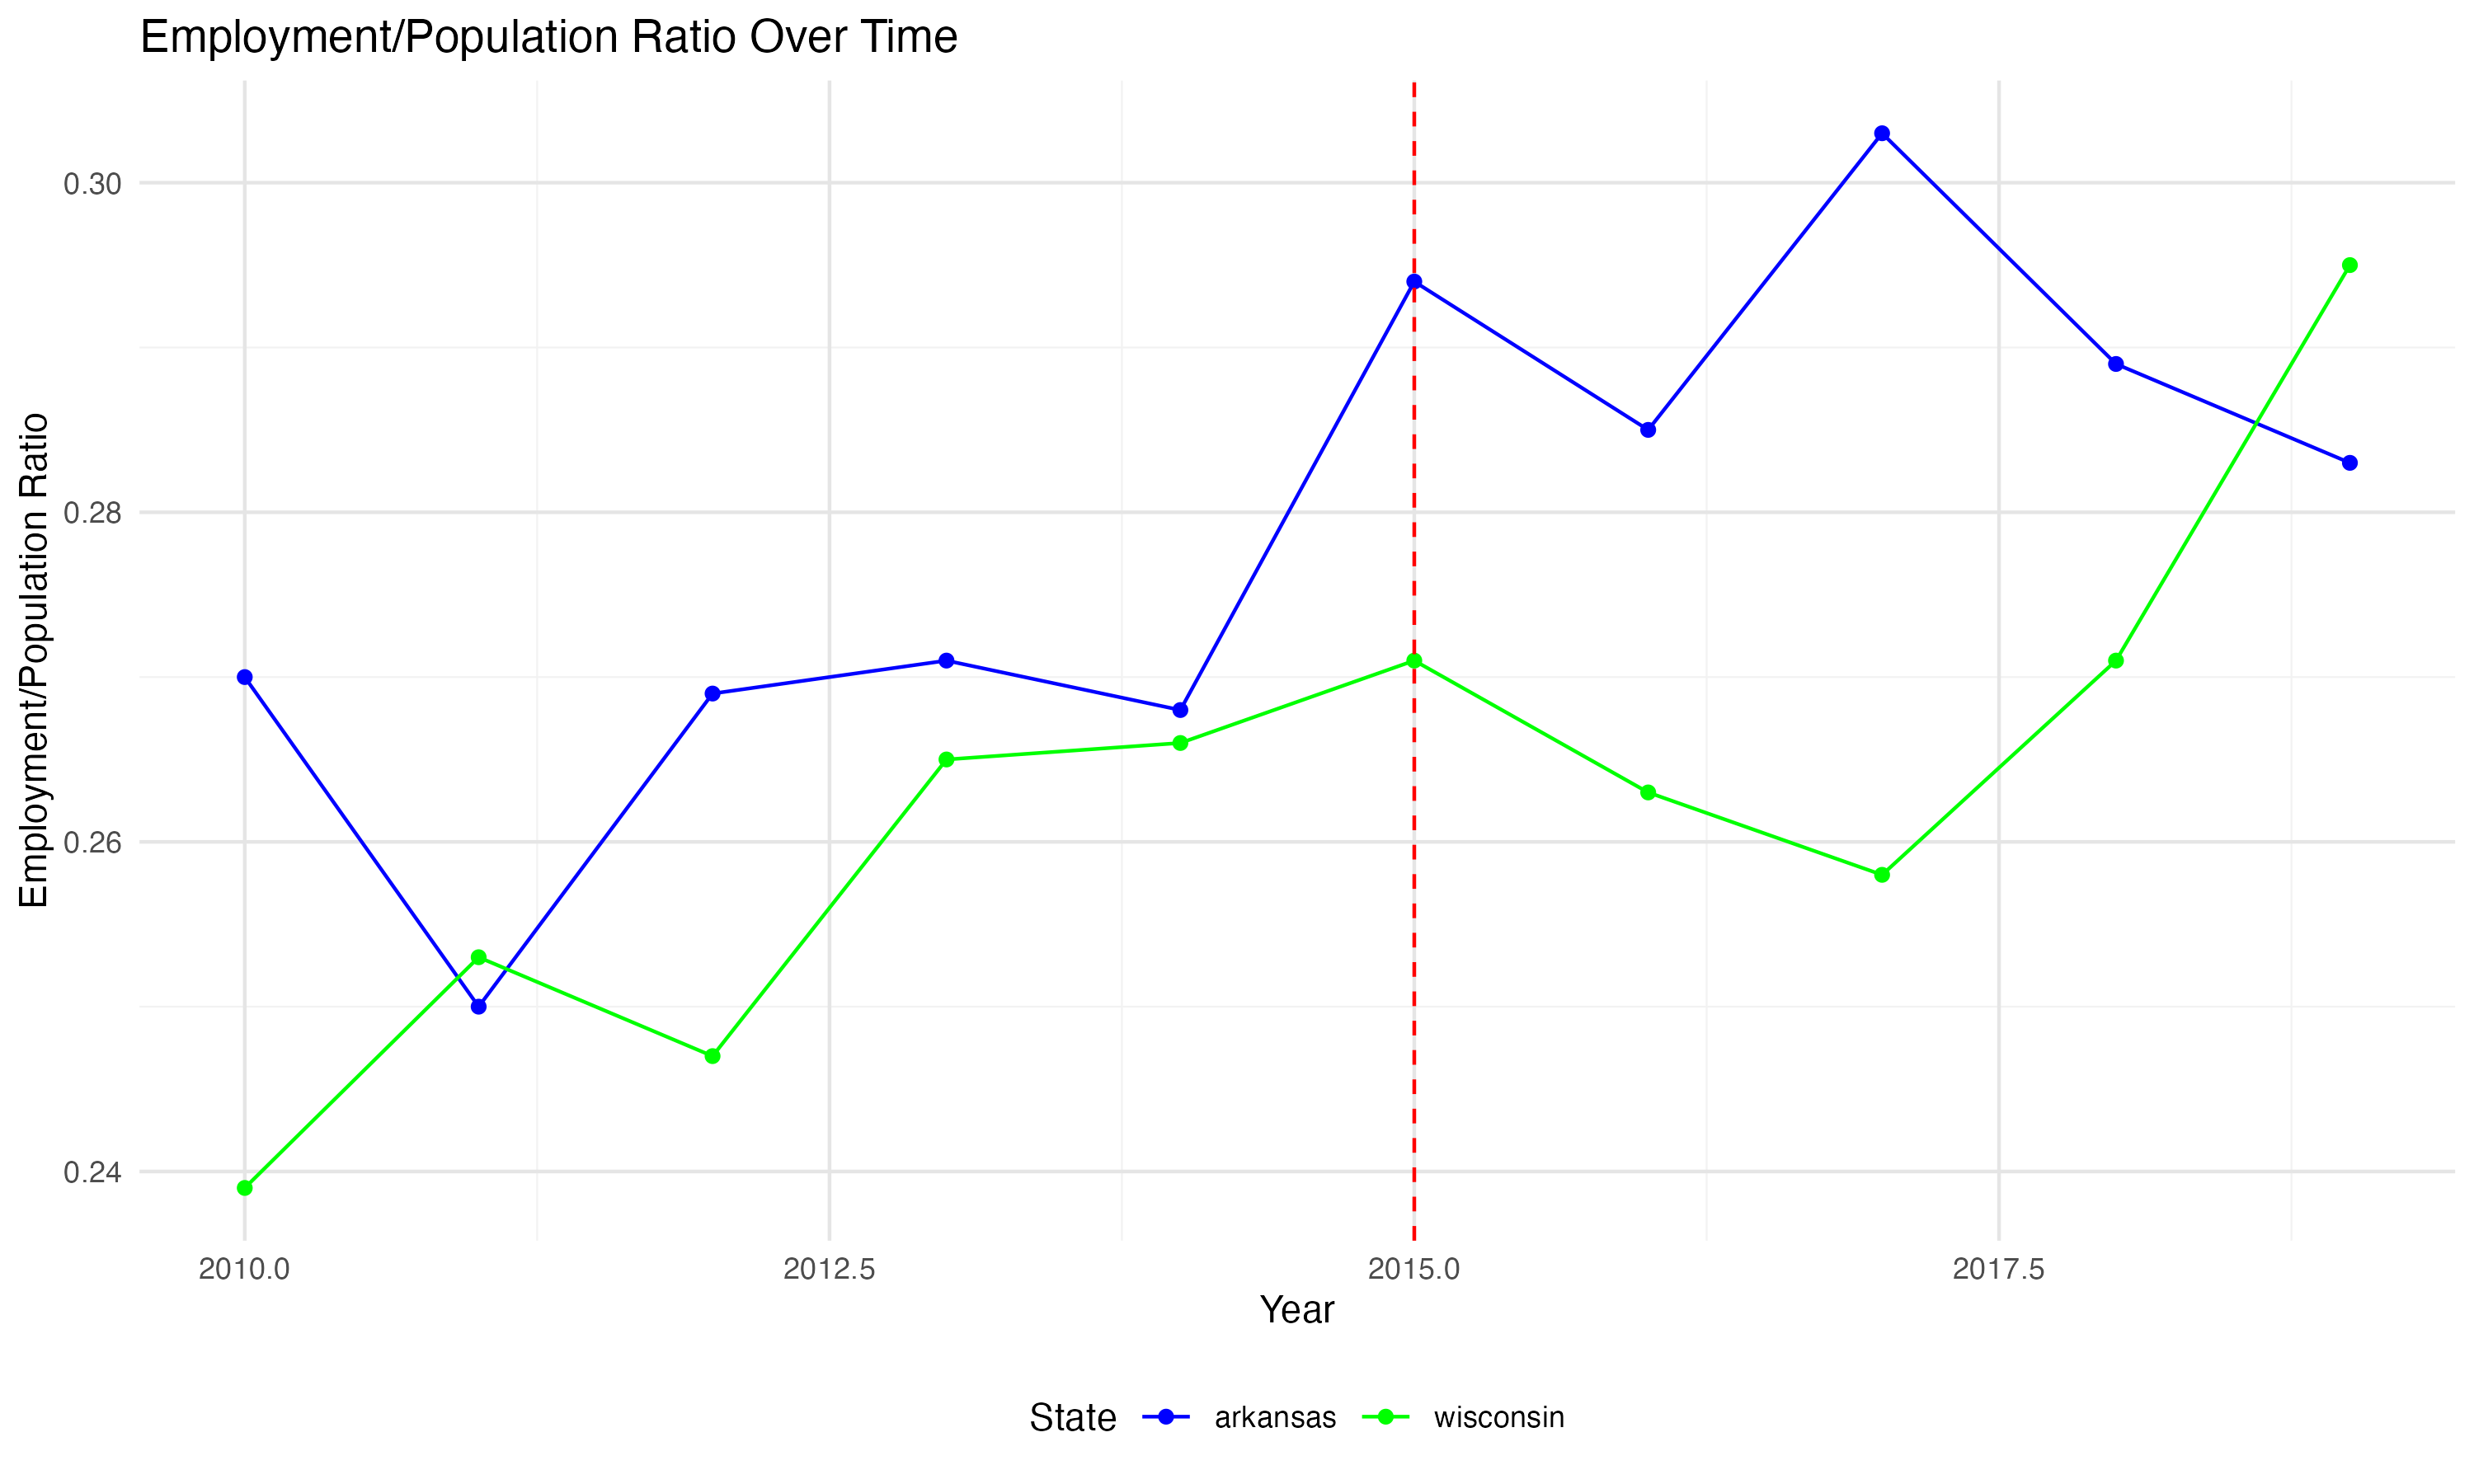 Employment/Population Ratio Over Time
Employment/Population Ratio
0.30
0.28
0.26
0.24
2010.0 2012.5 2015.0 2017.5
Year
State arkansas wisconsin